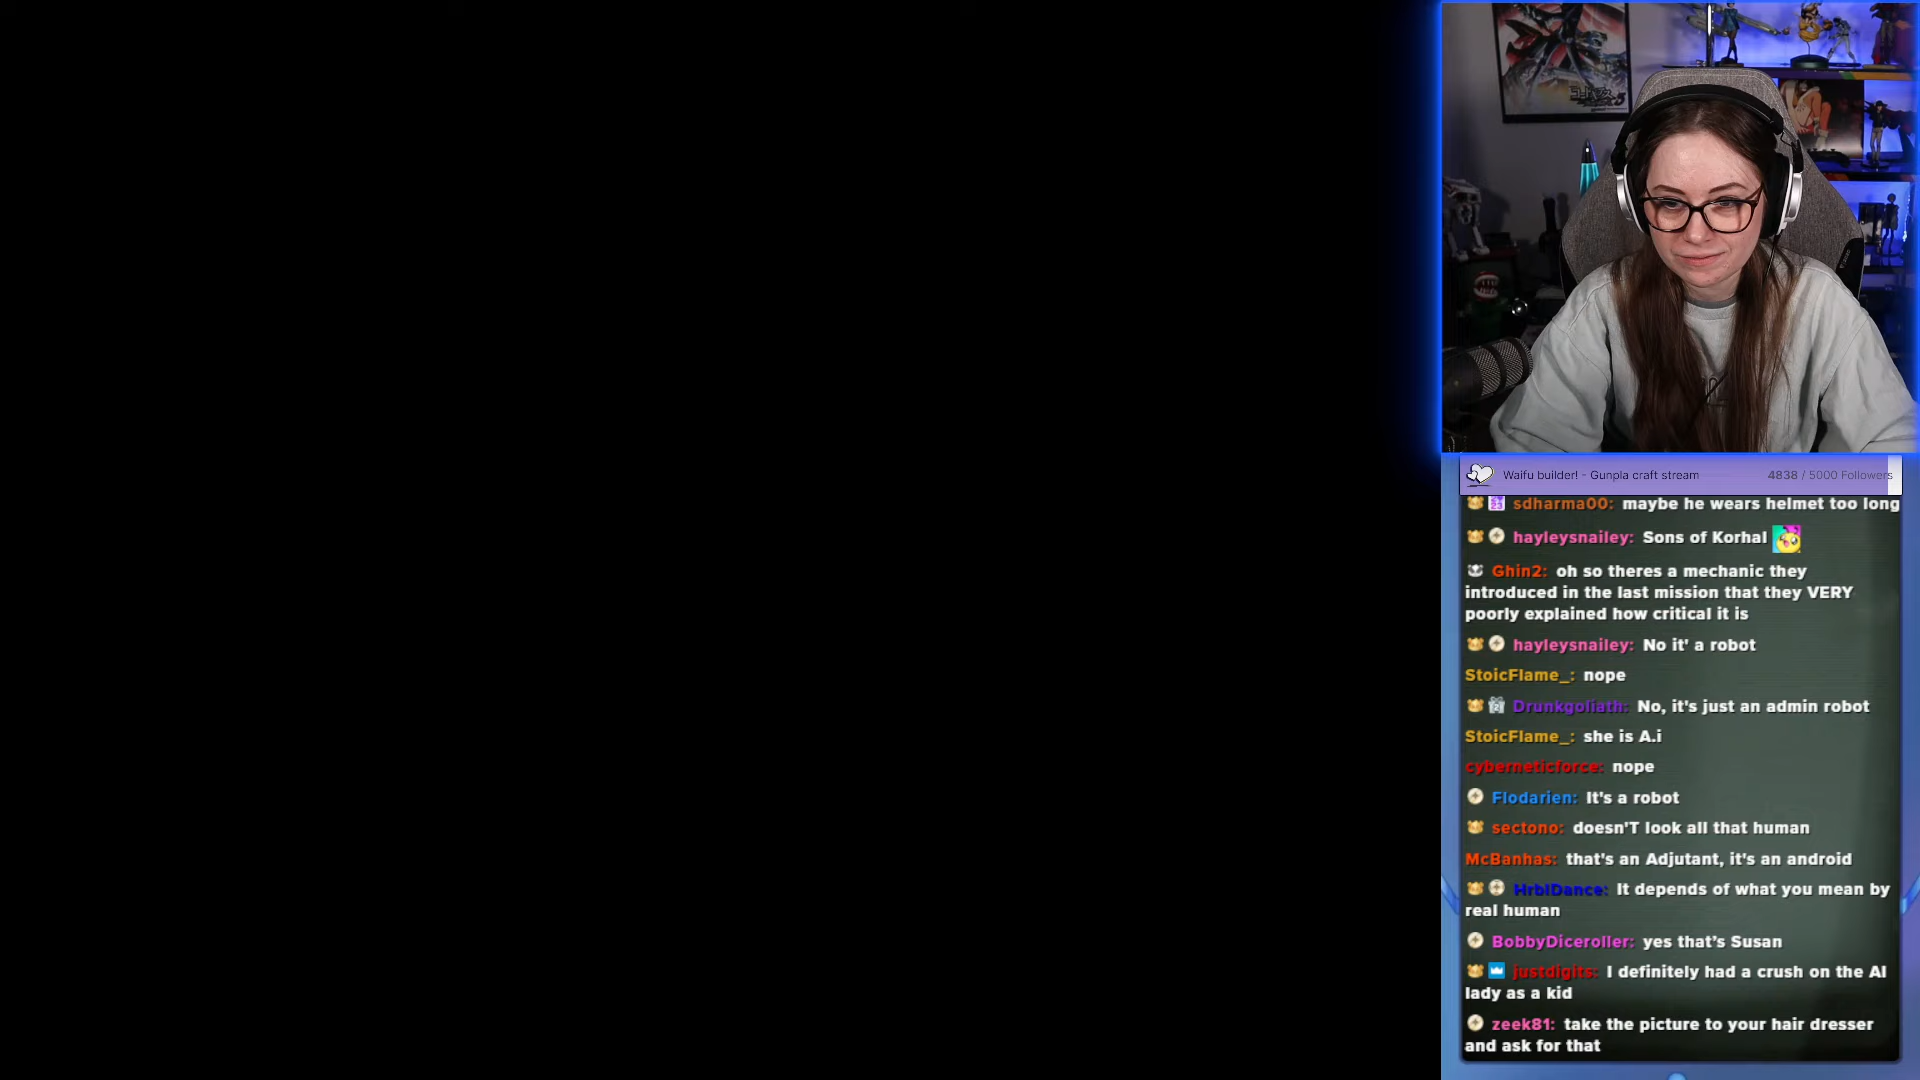 Waifu builder! - Gunpla craft stream 4838 / 5000 Followers
sdharma00: maybe he wears helmet too long
hayleysnailey: Sons of Korhal
Ghin2: oh so theres a mechanic they
introduced in the last mission that they VERY
poorly explained how critical it is
hayleysnailey: No it' a robot
StoicFlame_: nope
Drunkgoliath: No, it's just an admin robot
StoicFlame_: she is A.i
cyberneticforce: nope
Flodarien: It's a robot
sectono: doesn'T look all that human
McBanhas: that's an Adjutant, it's an android
HrblDance: It depends of what you mean by
real human
BobbyDiceroller: yes that's Susan
justdigits: I definitely had a crush on the AI
lady as a kid
zeek81: take the picture to your hair dresser
and ask for that